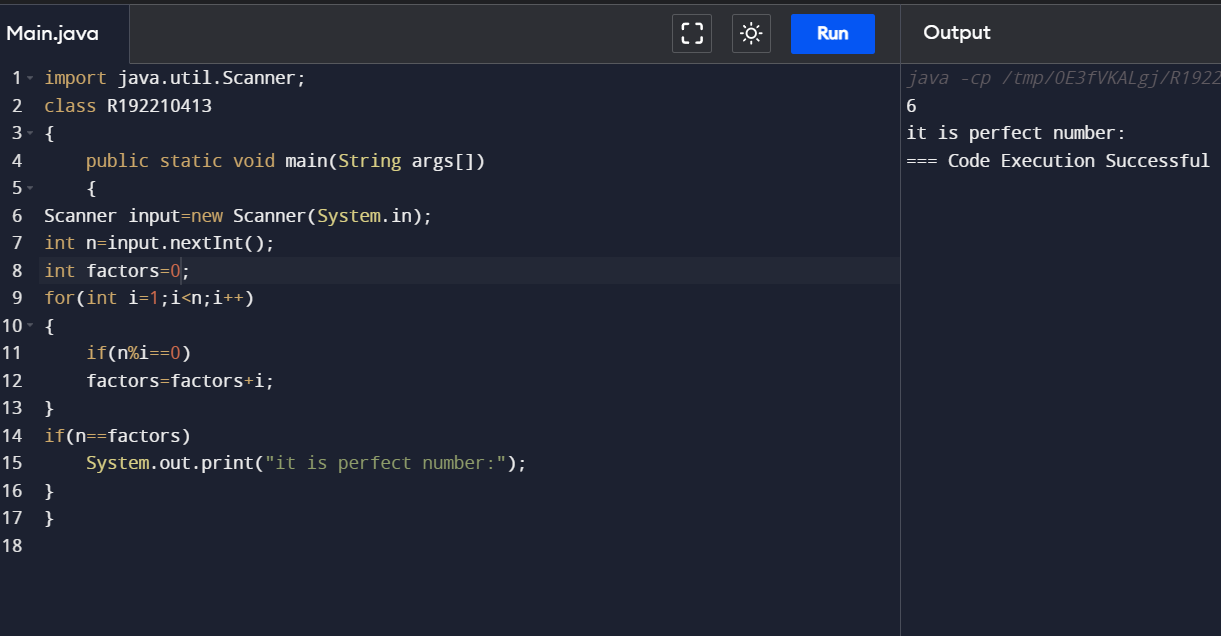 Main.java
Run
Output
1 import java.util.Scanner;
2 class R192210413
3 {
4     public static void main(String args[])
5     {
6 Scanner input=new Scanner(System.in);
7 int n=input.nextInt();
8 int factors=0;
9 for(int i=1;i<n;i++)
10 {
11     if(n%i==0)
12     factors=factors+i;
13 }
14 if(n==factors)
15     System.out.print("it is perfect number:");
16 }
17 }
18
java -cp /tmp/0E3fVKALgj/R1922
6
it is perfect number:
=== Code Execution Successful